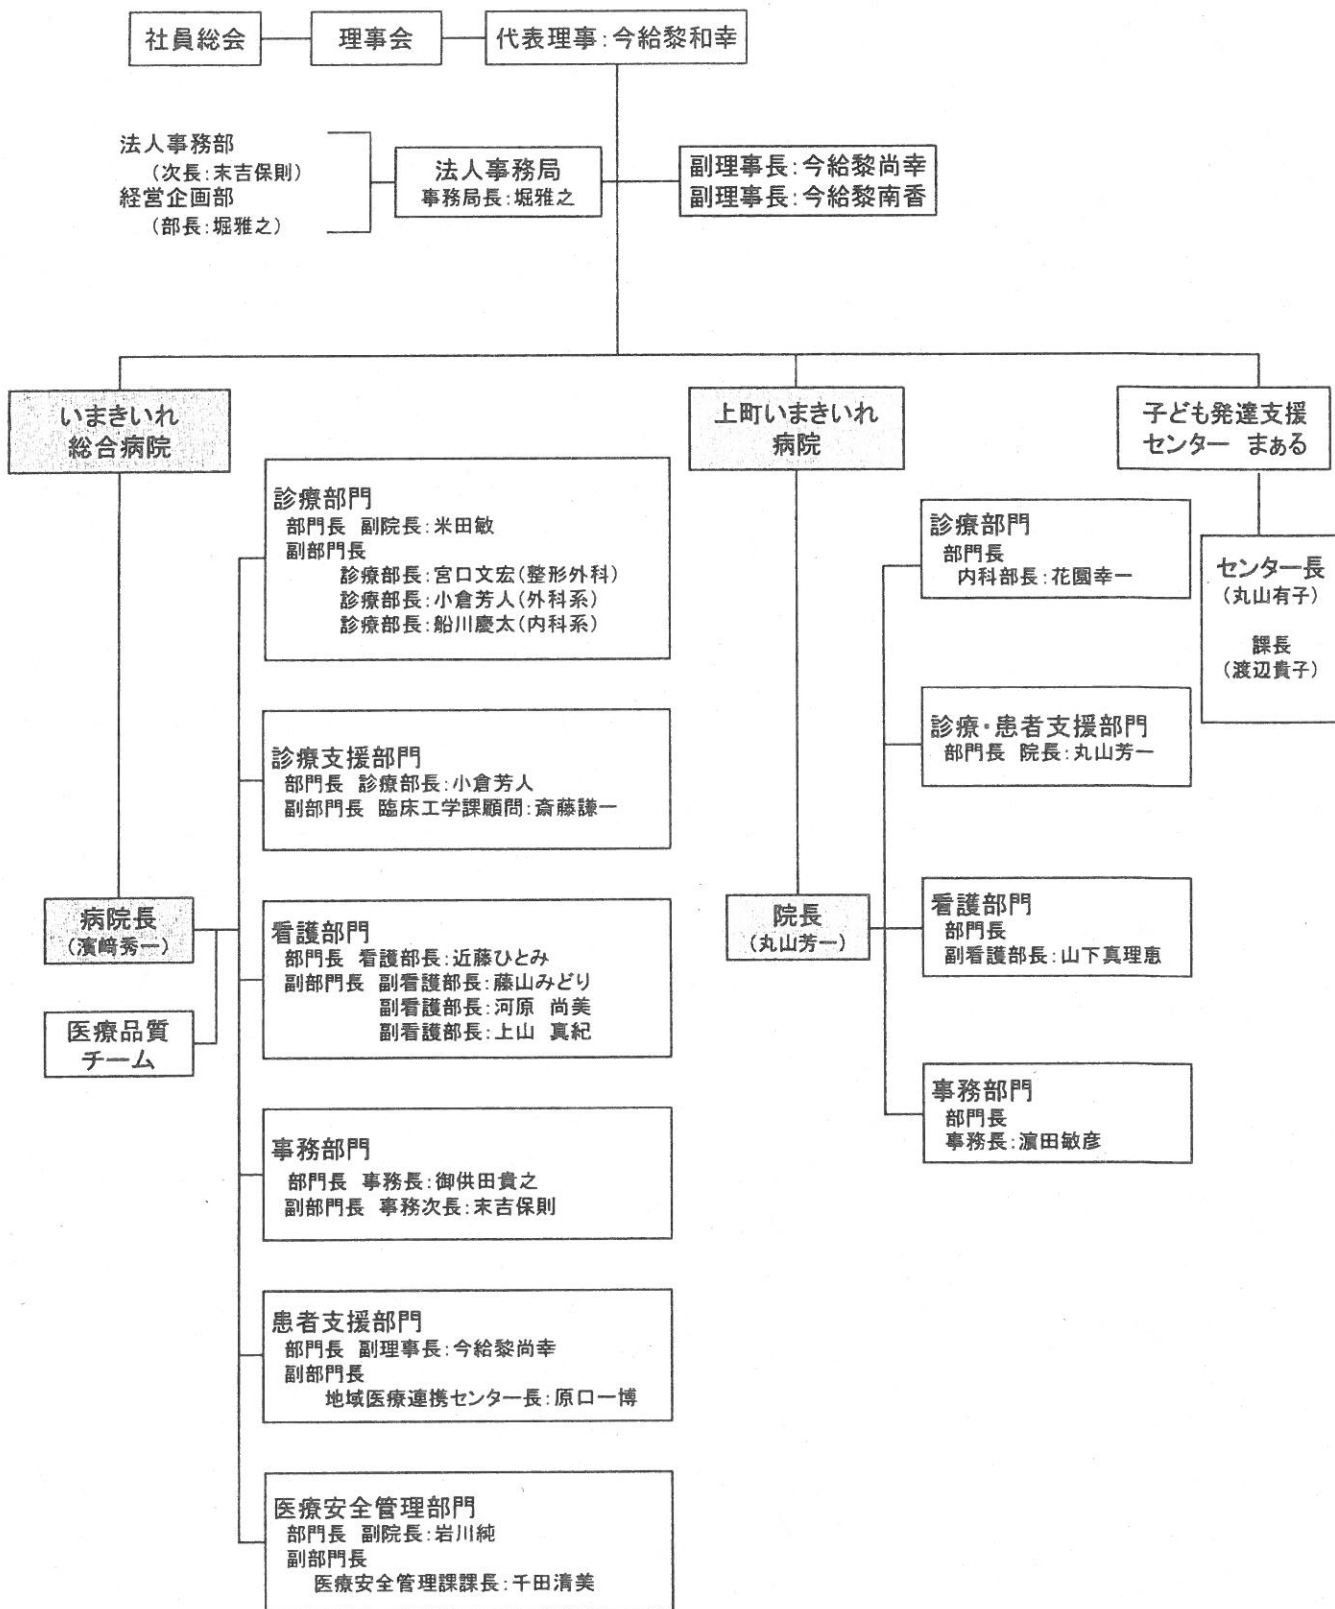 社員総会
理事会
代表理事:今給黎和幸
法人事務部
(次長:末吉保則)
経営企画部
(部長:堀雅之)
法人事務局
事務局長:堀雅之
副理事長:今給黎尚幸
副理事長:今給黎南香
いまきいれ
総合病院
病院長
(濱﨑秀一)
医療品質
チーム
診療部門
部門長 副院長:米田敏
副部門長
診療部長:宮口文宏(整形外科)
診療部長:小倉芳人(外科系)
診療部長:船川慶太(内科系)
診療支援部門
部門長 診療部長:小倉芳人
副部門長 臨床工学課顧問:斎藤謙一
看護部門
部門長 看護部長:近藤ひとみ
副部門長 副看護部長:藤山みどり
副看護部長:河原 尚美
副看護部長:上山 真紀
事務部門
部門長 事務長:御供田貴之
副部門長 事務次長:末吉保則
患者支援部門
部門長 副理事長:今給黎尚幸
副部門長
地域医療連携センター長:原口一博
医療安全管理部門
部門長 副院長:岩川純
副部門長
医療安全管理課課長:千田清美
上町いまきいれ
病院
院長
(丸山芳一)
診療部門
部門長
内科部長:花園幸一
診療・患者支援部門
部門長 院長:丸山芳一
看護部門
部門長
副看護部長:山下真理恵
事務部門
部門長
事務長:濵田敏彦
子ども発達支援
センター まぁる
センター長
(丸山有子)
課長
(渡辺貴子)